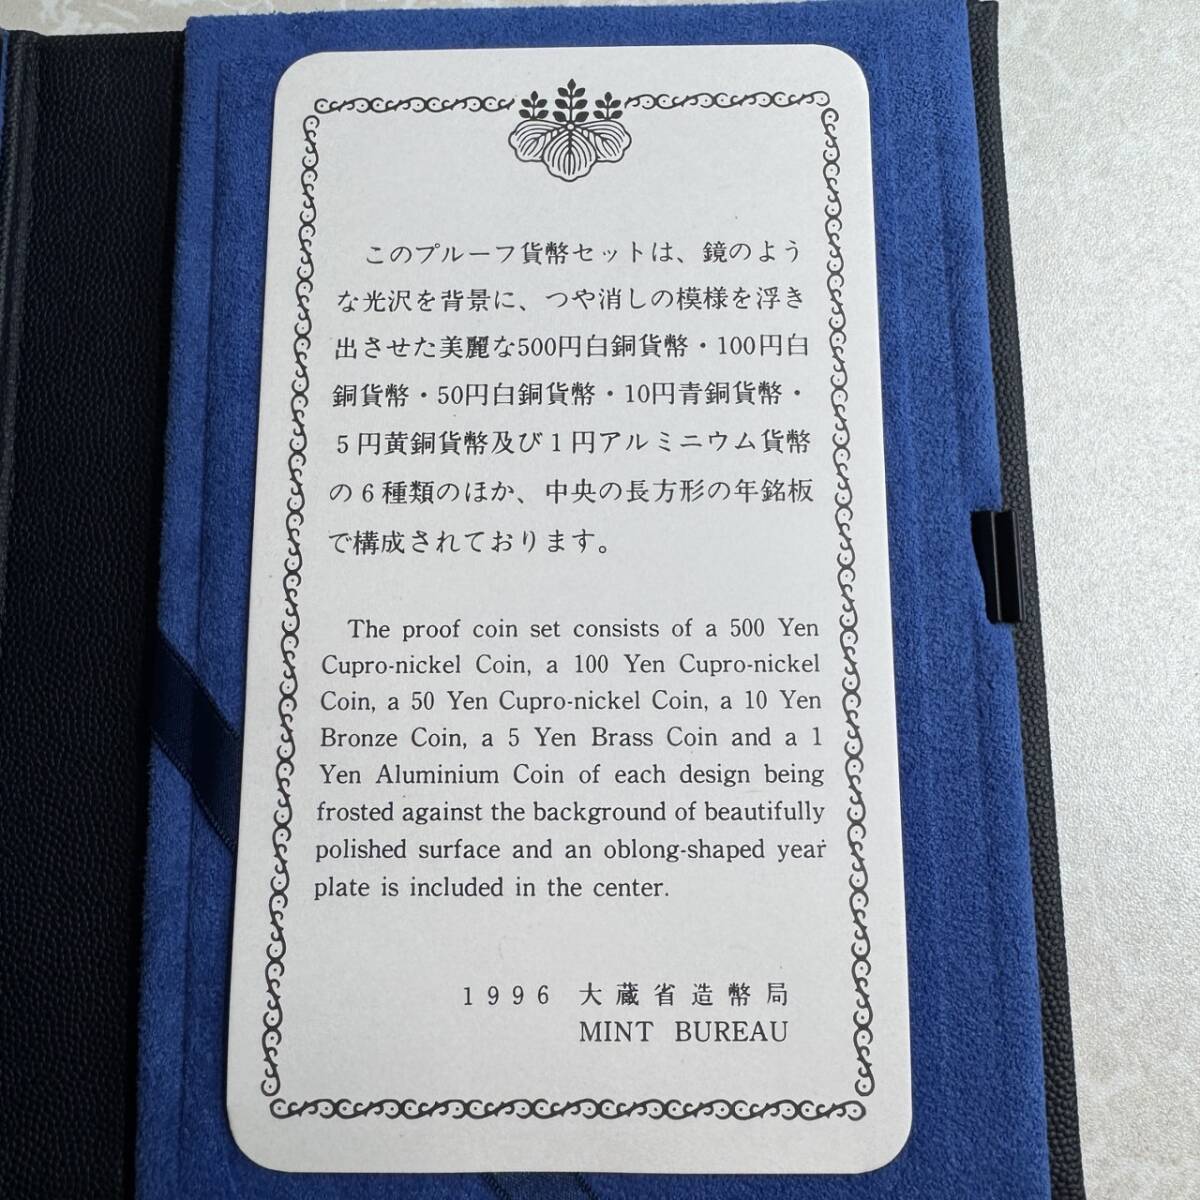 このプルーフ貨幣セットは、鏡のよう
な光沢を背景に、つや消しの模様を浮き
出させた美麗な500円白銅貨幣・100円白
銅貨幣・50円白銅貨幣・10円青銅貨幣・
5円黄銅貨幣及び1円アルミニウム貨幣
の6種類のほか、中央の長方形の年銘板
で構成されております。
The proof coin set consists of a 500 Yen
Cupro-nickel Coin, a 100 Yen Cupro-nickel
Coin, a 50 Yen Cupro-nickel Coin, a 10 Yen
Bronze Coin, a 5 Yen Brass Coin and a 1
Yen Aluminium Coin of each design being
frosted against the background of beautifully
polished surface and an oblong-shaped year
plate is included in the center.
1996 大蔵省造幣局
MINT BUREAU